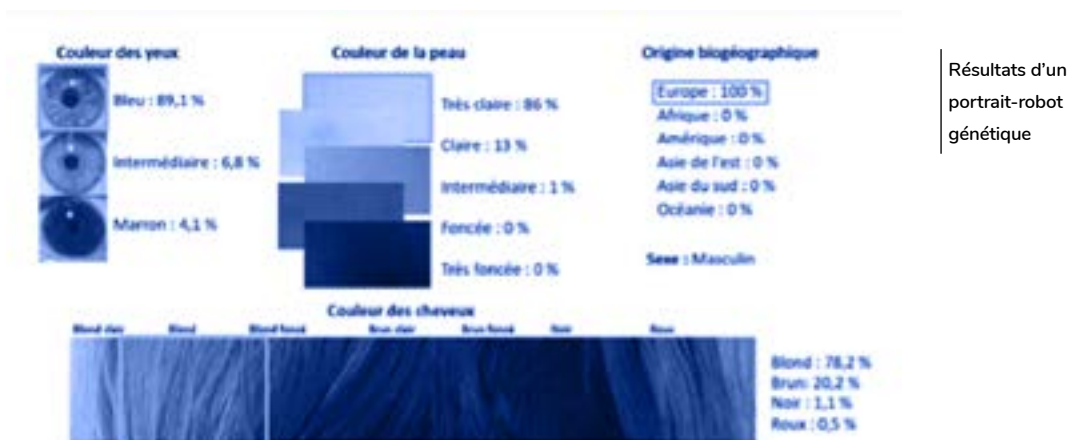 Couleur des yeux
Bleu : 89,1 %
Intermédiaire : 6,8 %
Marron : 4,1 %
Couleur de la peau
Très claire : 86 %
Claire : 13 %
Intermédiaire : 1 %
Foncée : 0 %
Très foncée : 0 %
Origine biogéographique
Europe : 100 %
Afrique : 0 %
Amérique : 0 %
Asie de l'est : 0 %
Asie du sud : 0 %
Océanie : 0 %
Sexe : Masculin
Résultats d'un
portrait-robot
génétique
Couleur des cheveux
Blond clair Blond Blond foncé Brun clair Brun foncé Noir Roux
Blond : 78,2 %
Brun: 20,2 %
Noir : 1,1 %
Roux : 0,5 %